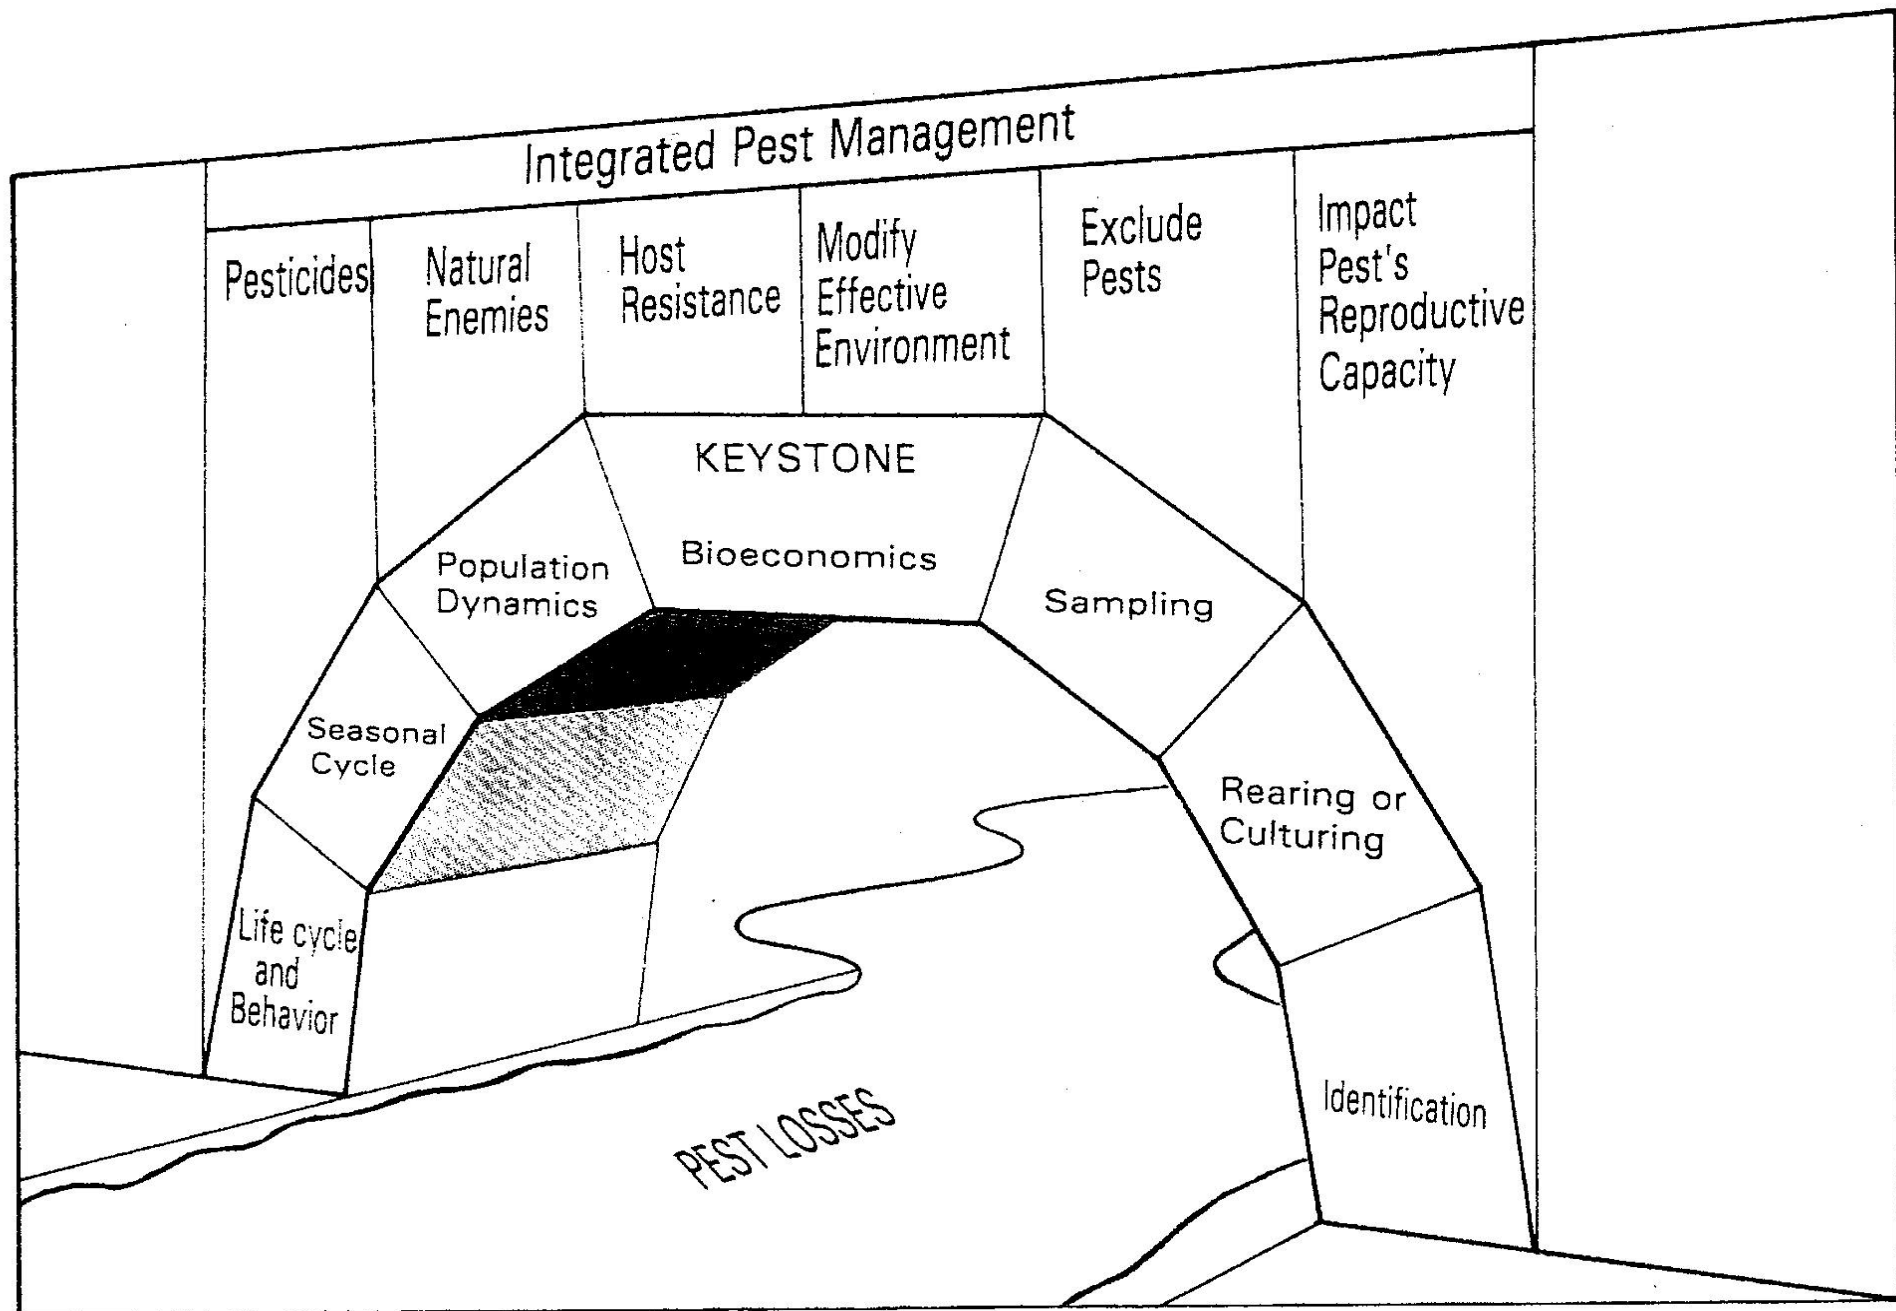 Integrated Pest Management
Pesticides
Natural
Enemies
Host
Resistance
Modify
Effective
Environment
Exclude
Pests
Impact
Pest's
Reproductive
Capacity
KEYSTONE
Bioeconomics
Population
Dynamics
Sampling
Seasonal
Cycle
Rearing or
Culturing
Life cycle
and
Behavior
Identification
PEST LOSSES